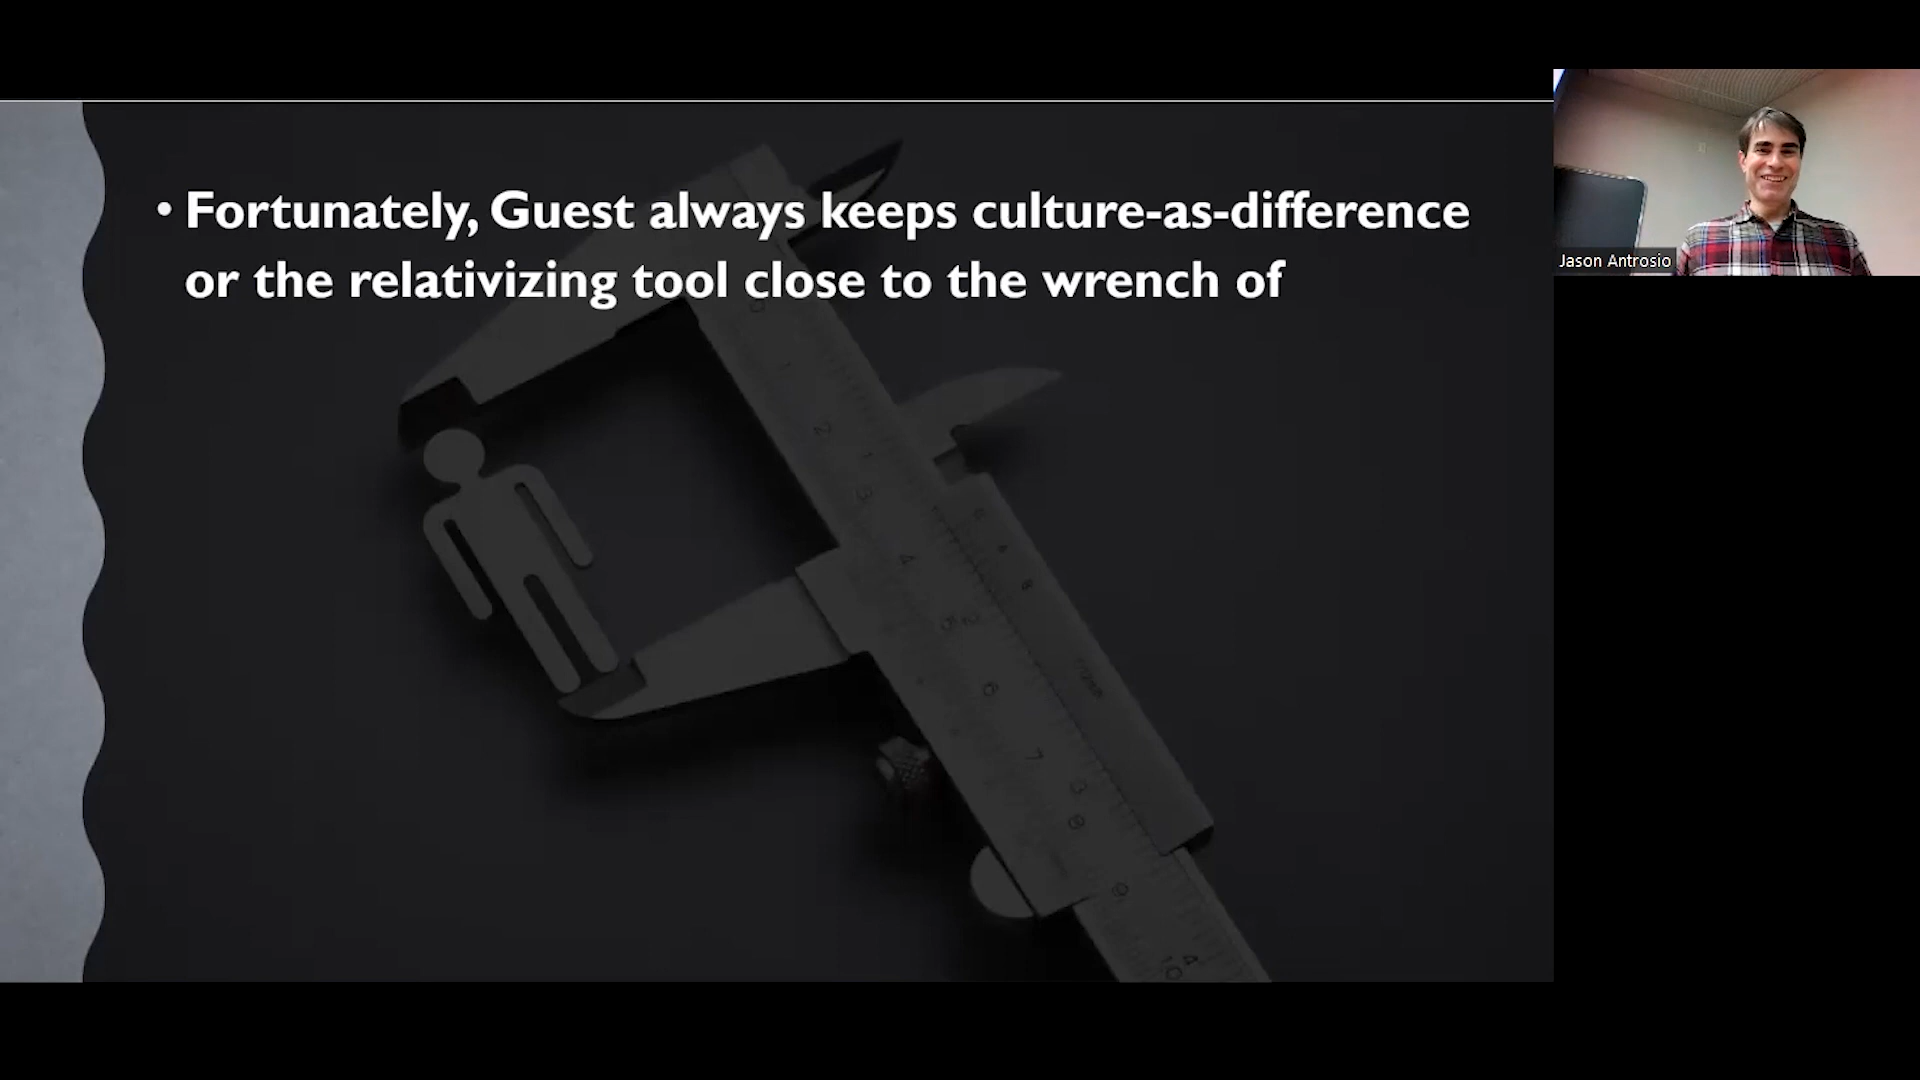 • Fortunately, Guest always keeps culture-as-difference
or the relativizing tool close to the wrench of
Jason Antrosio